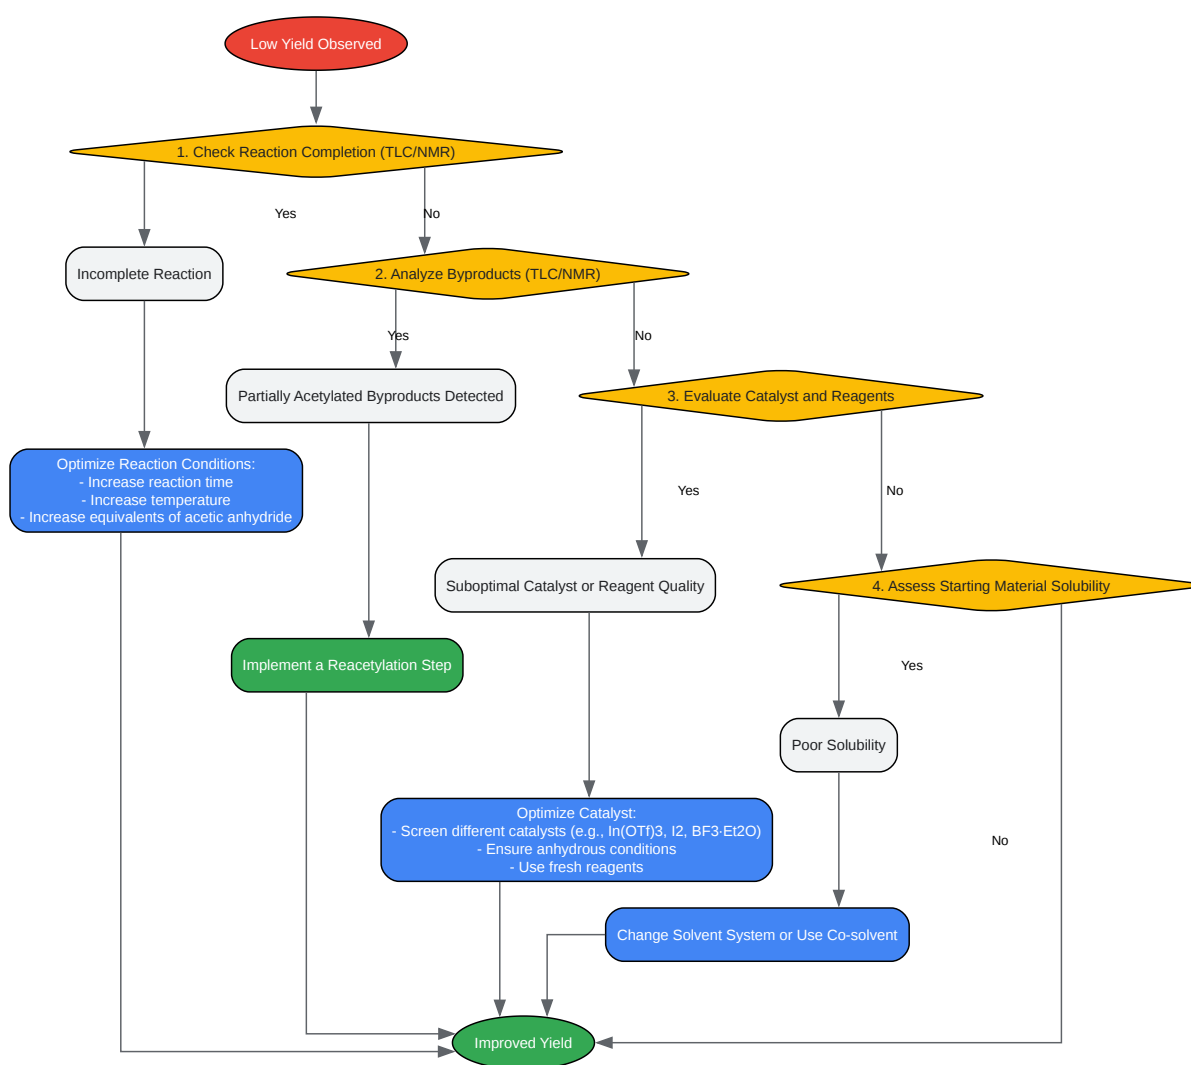 Low Yield Observed
1. Check Reaction Completion (TLC/NMR)
Yes
No
Incomplete Reaction
2. Analyze Byproducts (TLC/NMR)
Yes
No
Partially Acetylated Byproducts Detected
3. Evaluate Catalyst and Reagents
Optimize Reaction Conditions:
- Increase reaction time
- Increase temperature
- Increase equivalents of acetic anhydride
Yes
No
Suboptimal Catalyst or Reagent Quality
4. Assess Starting Material Solubility
Implement a Reacetylation Step
Yes
Poor Solubility
Optimize Catalyst:
- Screen different catalysts (e.g., In(OTf)3, I2, BF3·Et2O)
- Ensure anhydrous conditions
- Use fresh reagents
No
Change Solvent System or Use Co-solvent
Improved Yield